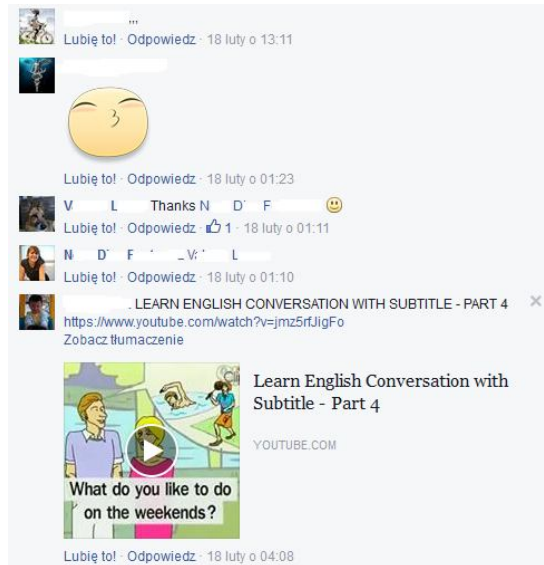 ,,,
Lubię to! · Odpowiedz · 18 luty o 13:11
Lubię to! · Odpowiedz · 18 luty o 01:23
V L Thanks N D F
Lubię to! · Odpowiedz · 1 · 18 luty o 01:11
N D F L
Lubię to! · Odpowiedz · 18 luty o 01:10
. LEARN ENGLISH CONVERSATION WITH SUBTITLE - PART 4
https://www.youtube.com/watch?v=jmz5rfJigFo
Zobacz tłumaczenie
What do you like to do
on the weekends?
Learn English Conversation with
Subtitle - Part 4
YOUTUBE.COM
Lubię to! · Odpowiedz · 18 luty o 04:08